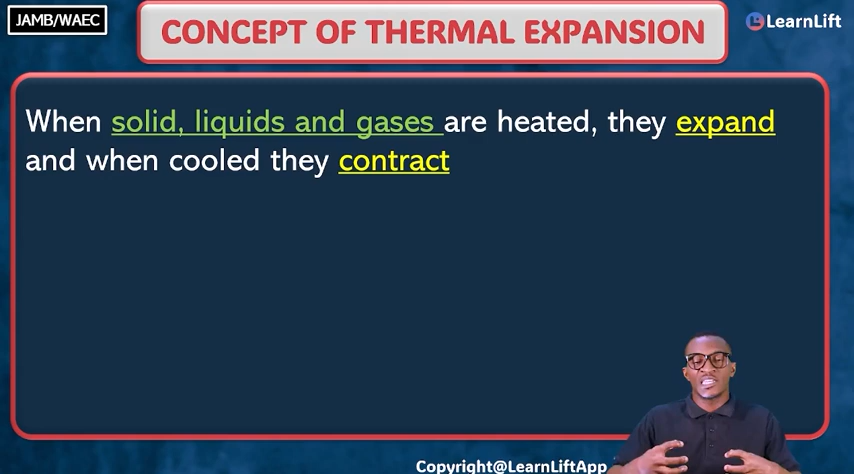 JAMB/WAEC
CONCEPT OF THERMAL EXPANSION
LearnLift
When solid, liquids and gases are heated, they expand
and when cooled they contract
Copyright@LearnLiftApp